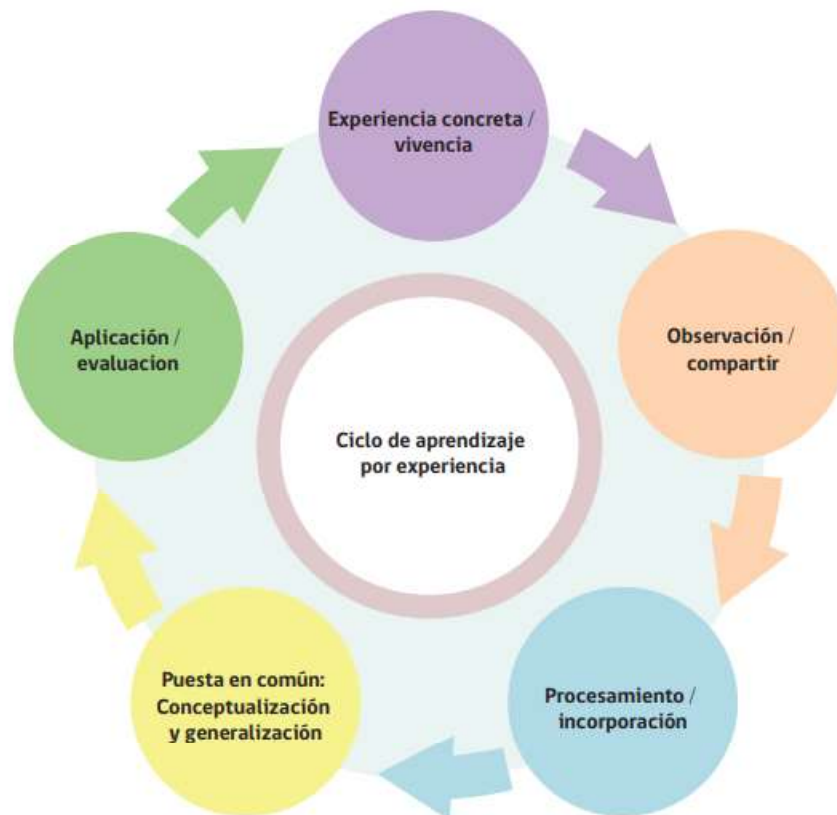 Experiencia concreta /
vivencia
Observación /
compartir
Procesamiento /
incorporación
Puesta en común:
Conceptualización
y generalización
Aplicación /
evaluacion
Ciclo de aprendizaje
por experiencia